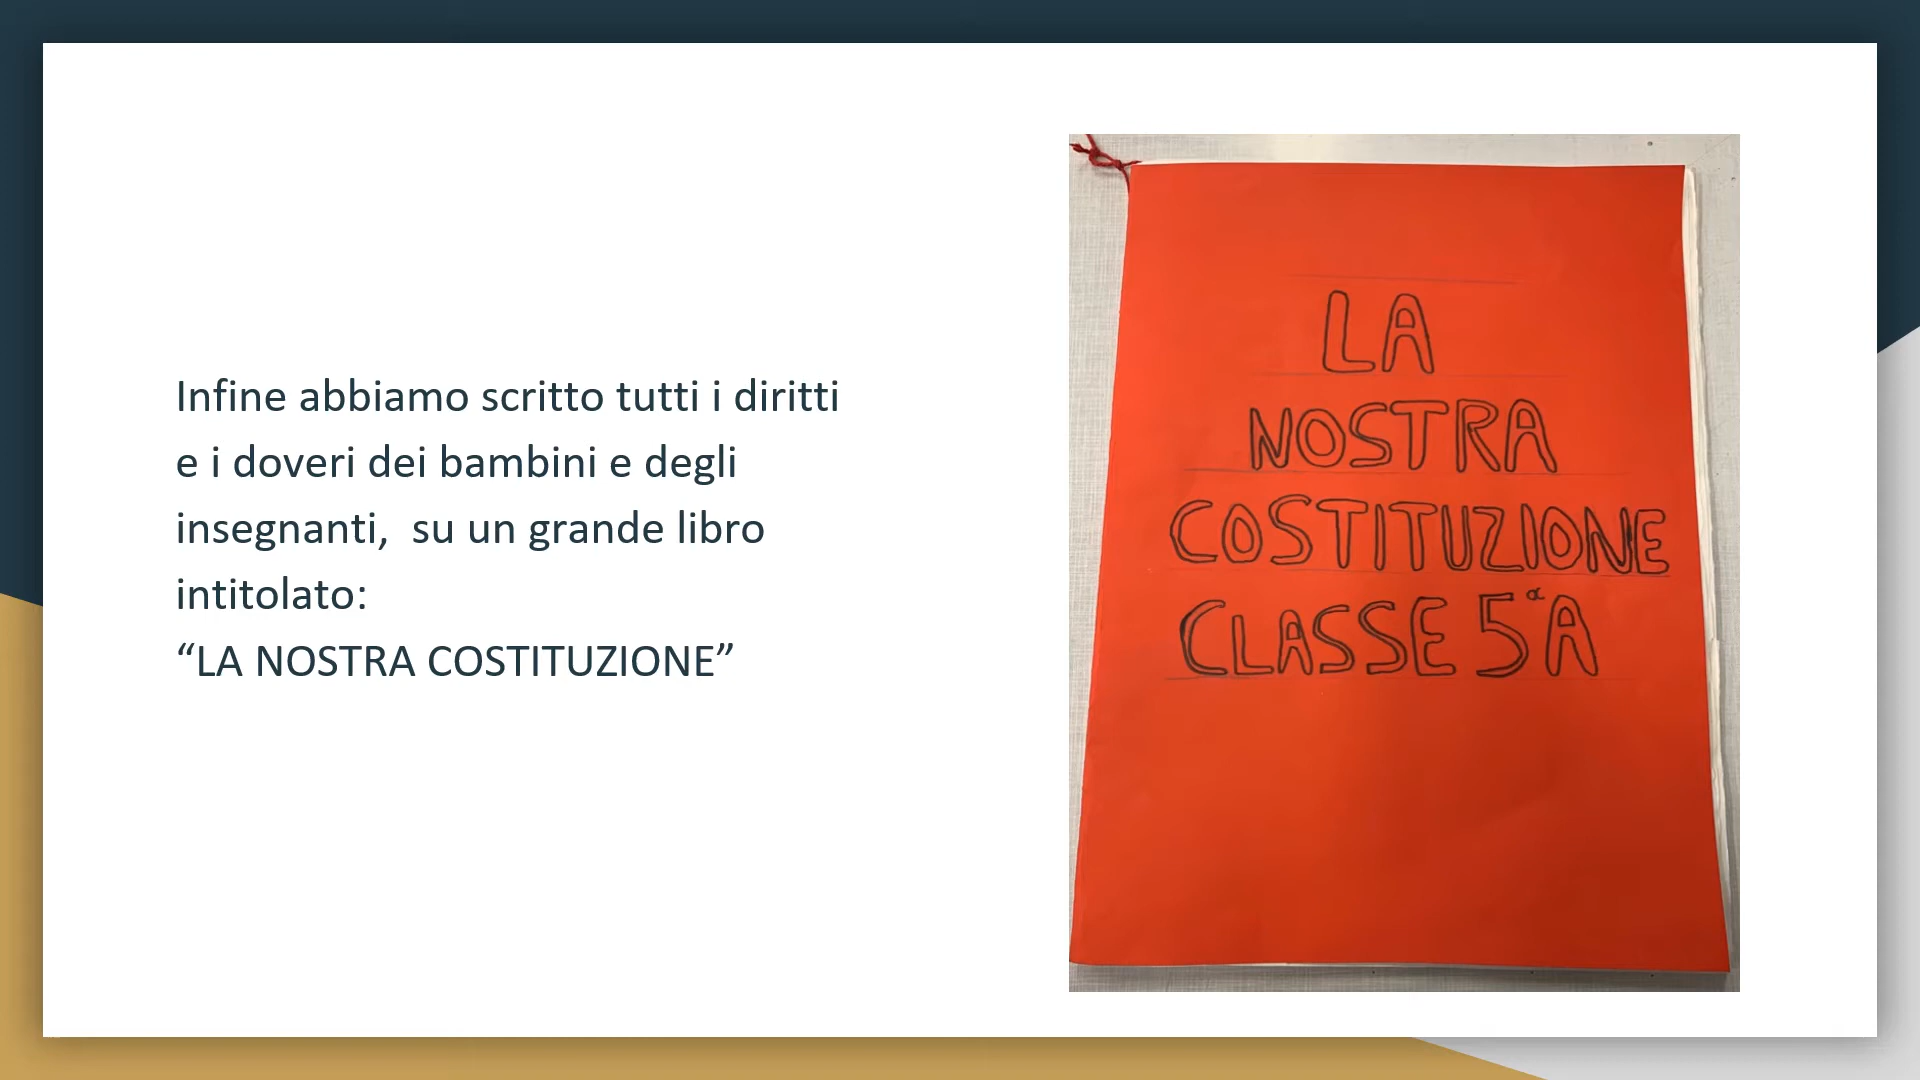 Infine abbiamo scritto tutti i diritti
e i doveri dei bambini e degli
insegnanti,  su un grande libro
intitolato:
“LA NOSTRA COSTITUZIONE”
LA
NOSTRA
COSTITUZIONE
CLASSE 5ª A